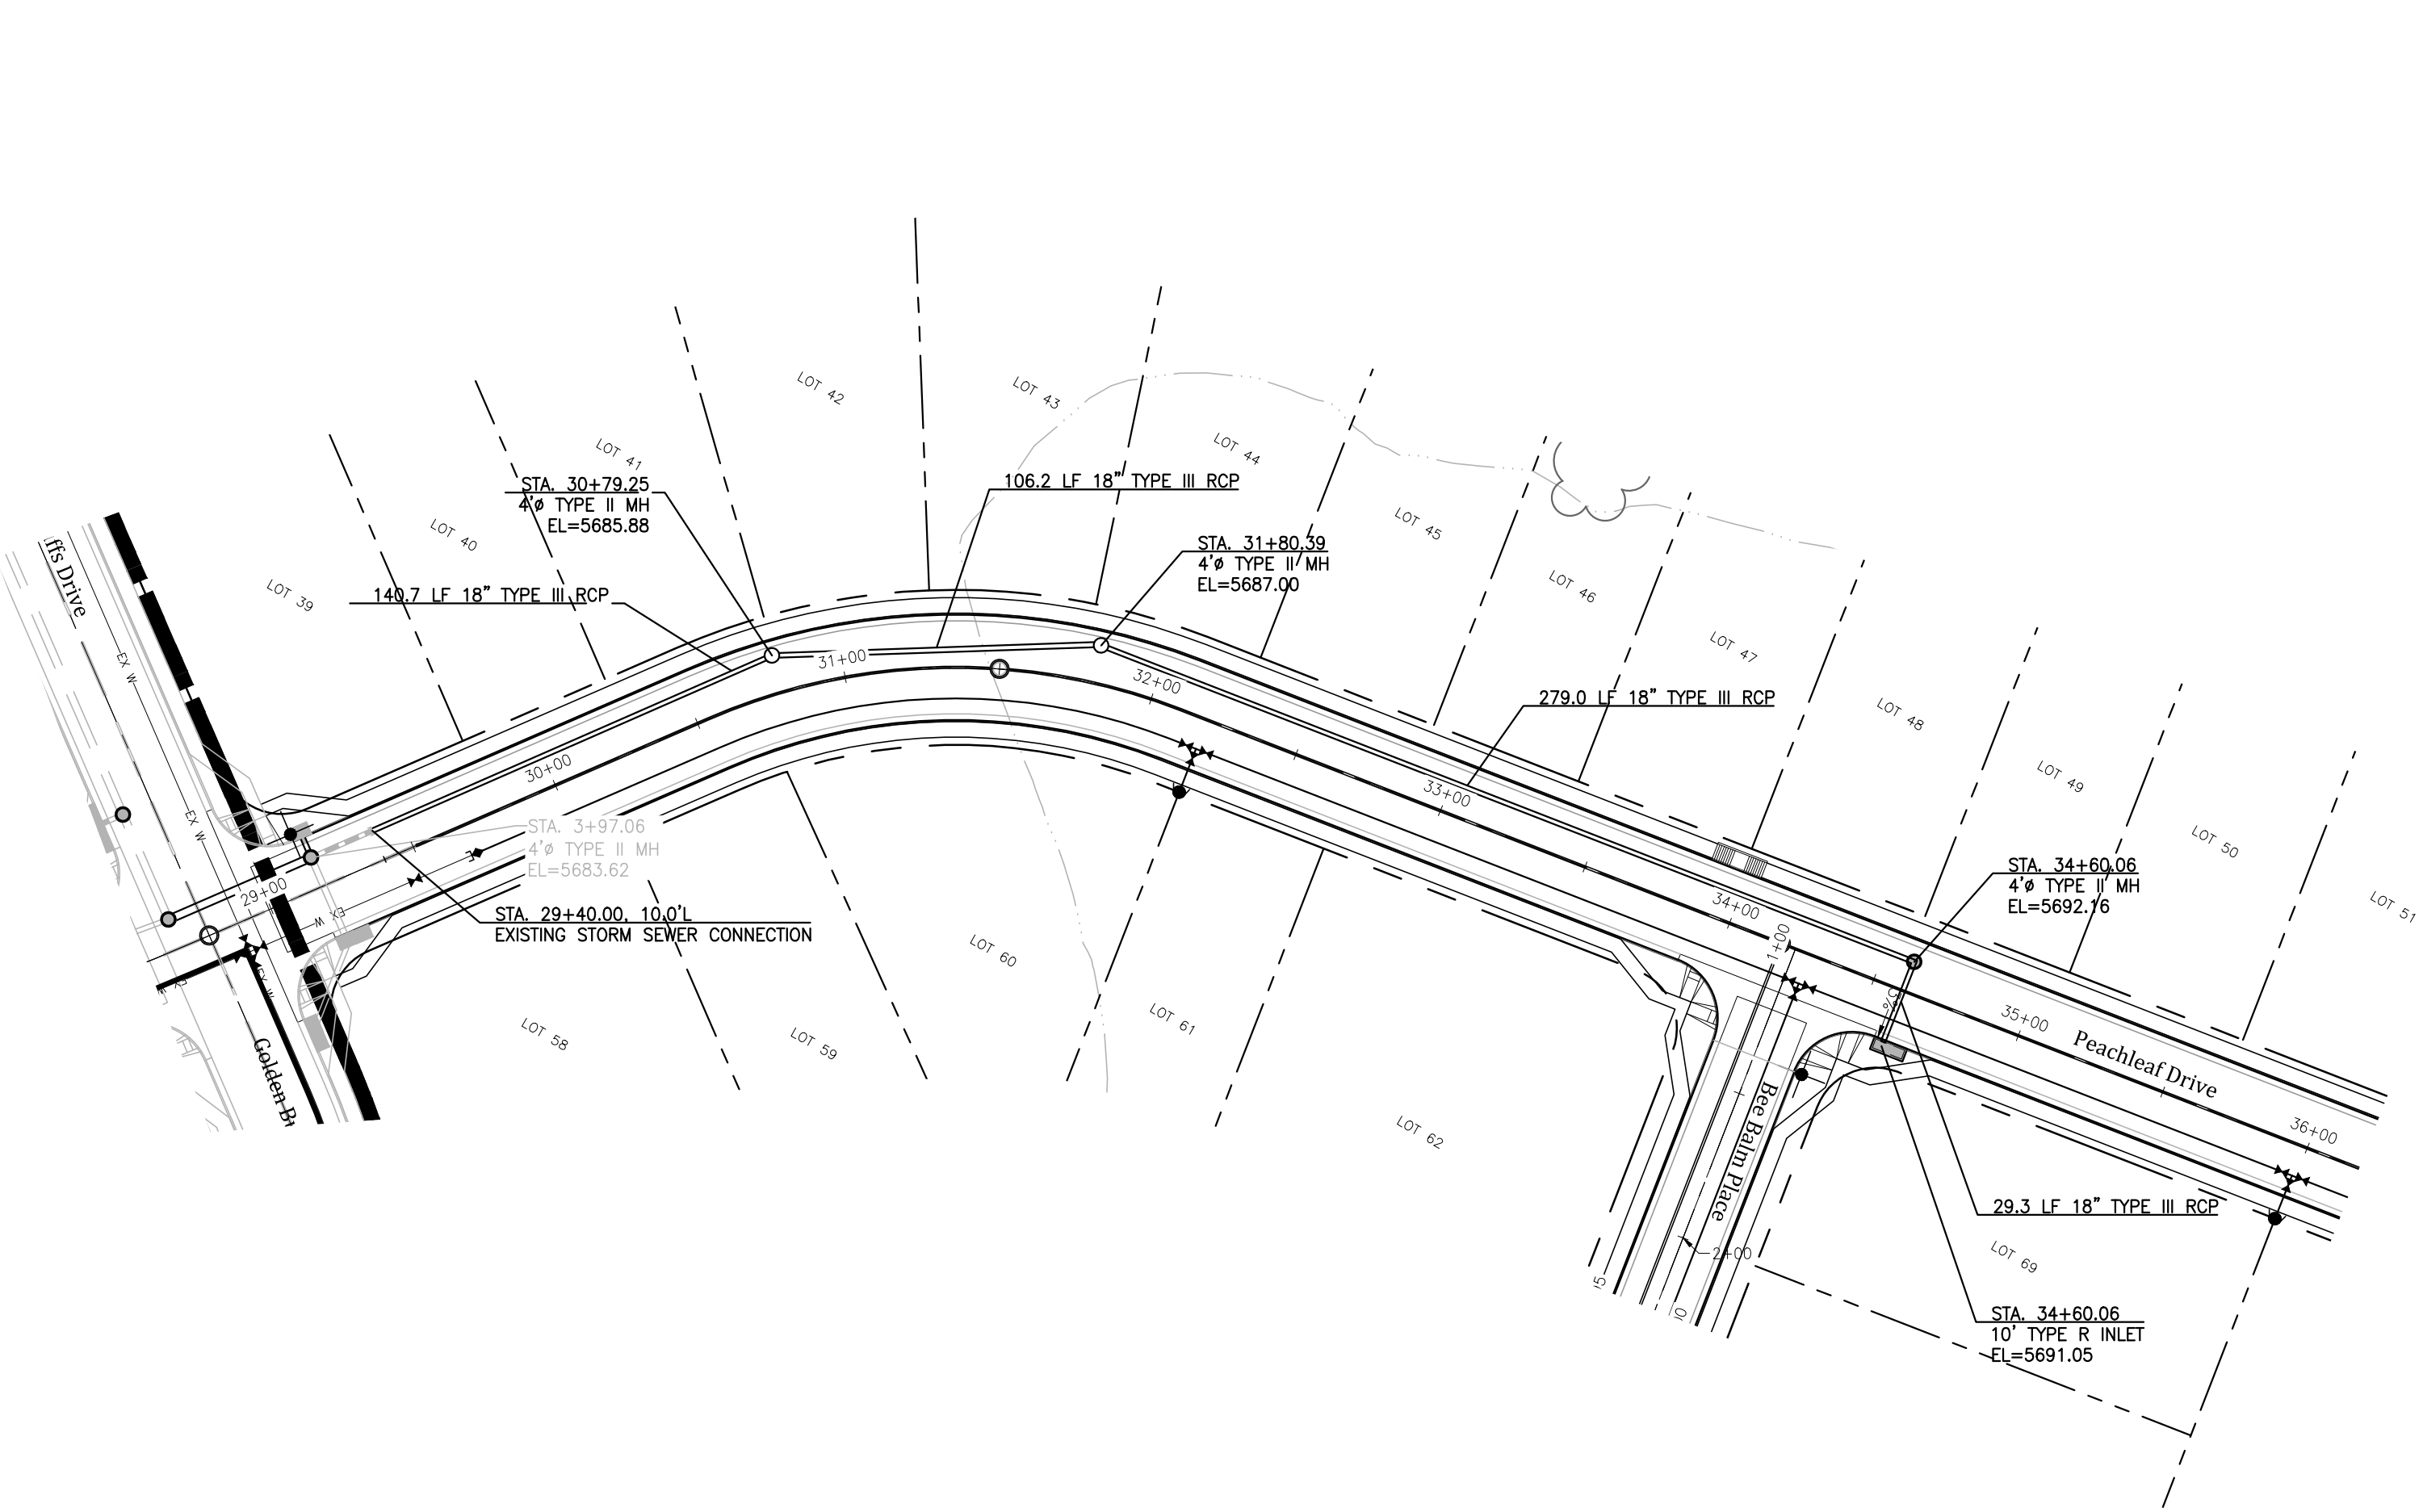 LOT 42
LOT 43
LOT 44
LOT 41
STA. 30+79.25
4'ø TYPE II MH
EL=5685.88
106.2 LF 18" TYPE III RCP
LOT 45
LOT 40
STA. 31+80.39
4'ø TYPE II MH
EL=5687.00
LOT 46
ffs Drive
LOT 39
140.7 LF 18" TYPE III RCP
LOT 47
EX W
31+00
32+00
279.0 LF 18" TYPE III RCP
LOT 48
30+00
33+00
LOT 49
EX W
STA. 3+97.06
4'ø TYPE II MH
EL=5683.62
LOT 50
29+00
34+00
STA. 34+60.06
4'ø TYPE II MH
EL=5692.16
LOT 51
EX W
STA. 29+40.00, 10.0'L
EXISTING STORM SEWER CONNECTION
1+00
LOT 60
EX W
LOT 61
35+00
LOT 58
LOT 59
Peachleaf Drive
Golden B
LOT 62
Bee Balm Place
36+00
29.3 LF 18" TYPE III RCP
2+00
LOT 69
STA. 34+60.06
10' TYPE R INLET
EL=5691.05